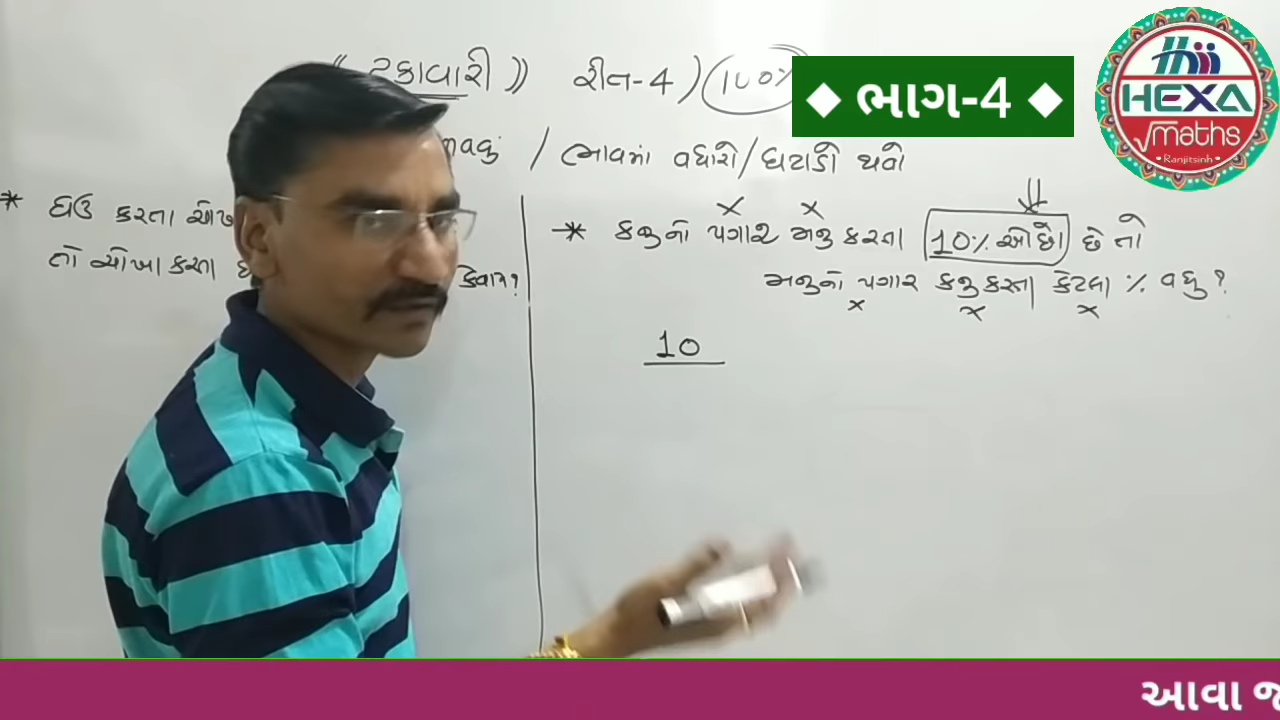 (( ટકાવારી )) રીત-4) (100%
◆ ભાગ-4 ◆
HEXA
√maths
• Ranjitsinh •
/ ભાવમાં વધારો/ઘટાડો થવો
* ઘઉં કરતા ચોખ
તો ચોખા કરતા
કહેવાય?
* કનુનો પગાર મનુ કરતા 10% ઓછો છે તો
મનુનો પગાર કનુ કરતા કેટલા % વધુ?
10
આવા જ